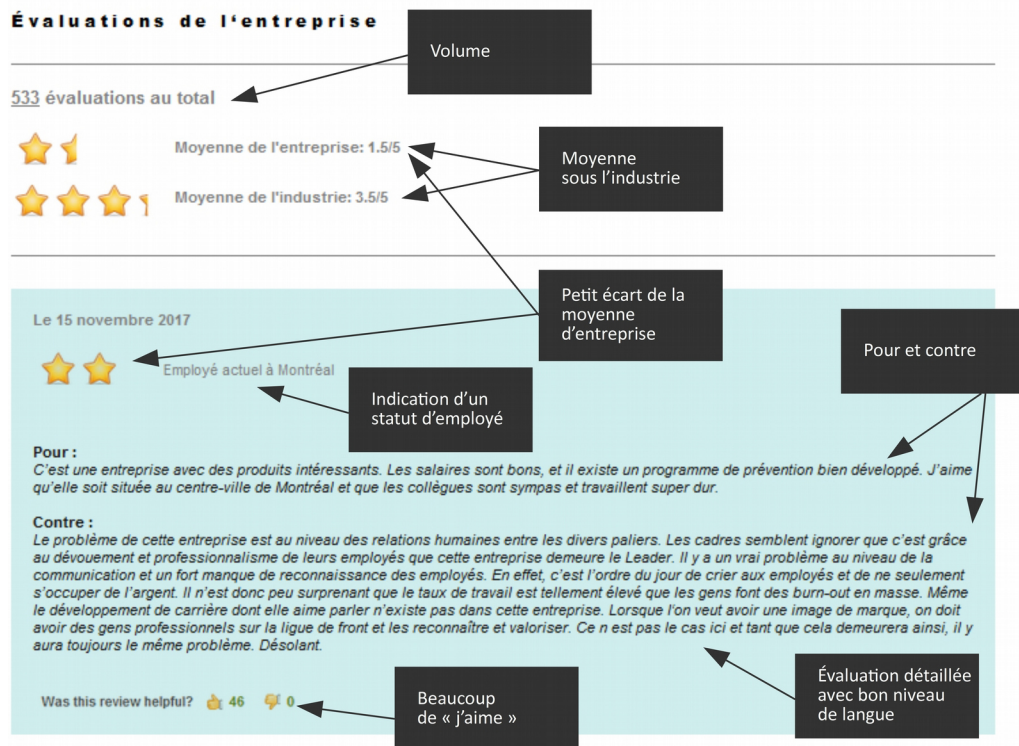 Évaluations de l‘entreprise
Volume
533 évaluations au total
Moyenne de l'entreprise: 1.5/5
Moyenne de l'industrie: 3.5/5
Moyenne
sous l’industrie
Petit écart de la
moyenne
d’entreprise
Le 15 novembre 2017
Employé actuel à Montréal
Pour et contre
Indication d’un
statut d’employé
Pour :
C’est une entreprise avec des produits intéressants. Les salaires sont bons, et il existe un programme de prévention bien développé. J’aime
qu’elle soit située au centre-ville de Montréal et que les collègues sont sympas et travaillent super dur.
Contre :
Le problème de cette entreprise est au niveau des relations humaines entre les divers paliers. Les cadres semblent ignorer que c’est grâce
au dévouement et professionnalisme de leurs employés que cette entreprise demeure le Leader. Il y a un vrai problème au niveau de la
communication et un fort manque de reconnaissance des employés. En effet, c’est l’ordre du jour de crier aux employés et de ne seulement
s’occuper de l’argent. Il n’est donc peu surprenant que le taux de travail est tellement élevé que les gens font des burn-out en masse. Même
le développement de carrière dont elle aime parler n’existe pas dans cette entreprise. Lorsque l'on veut avoir une image de marque, on doit
avoir des gens professionnels sur la ligue de front et les reconnaître et valoriser. Ce n est pas le cas ici et tant que cela demeurera ainsi, il y
aura toujours le même problème. Désolant.
Was this review helpful? 46 0
Beaucoup
de « j’aime »
Évaluation détaillée
avec bon niveau
de langue